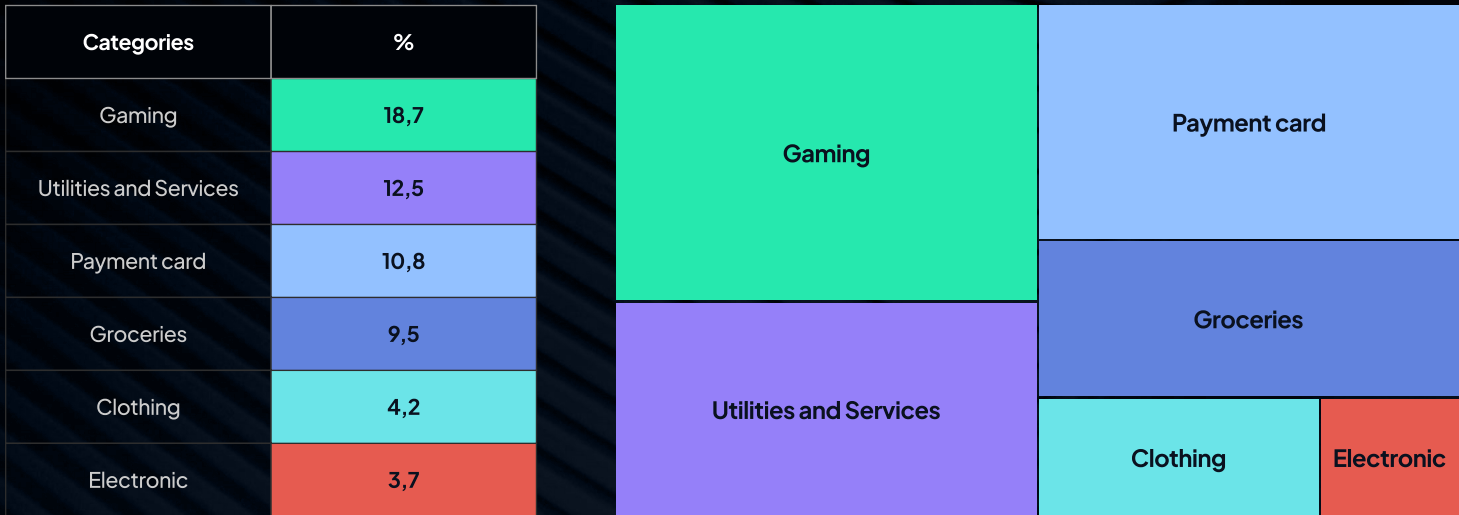 Categories
%
Gaming
18,7
Utilities and Services
12,5
Payment card
10,8
Groceries
9,5
Clothing
4,2
Electronic
3,7
Gaming
Utilities and Services
Payment card
Groceries
Clothing
Electronic